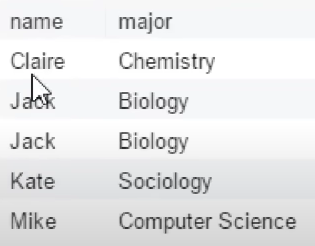 name major
Claire Chemistry
Jack Biology
Jack Biology
Kate Sociology
Mike Computer Science